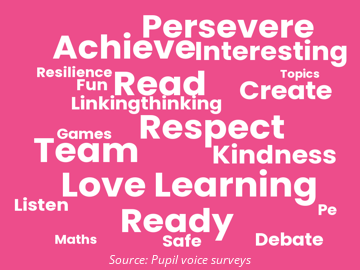 Persevere
Achieve Interesting
Resilience Topics
Fun Read Create
Linkingthinking
Games Respect
Team Kindness
Love Learning
Listen Pe
Ready
Maths Safe Debate
Source: Pupil voice surveys